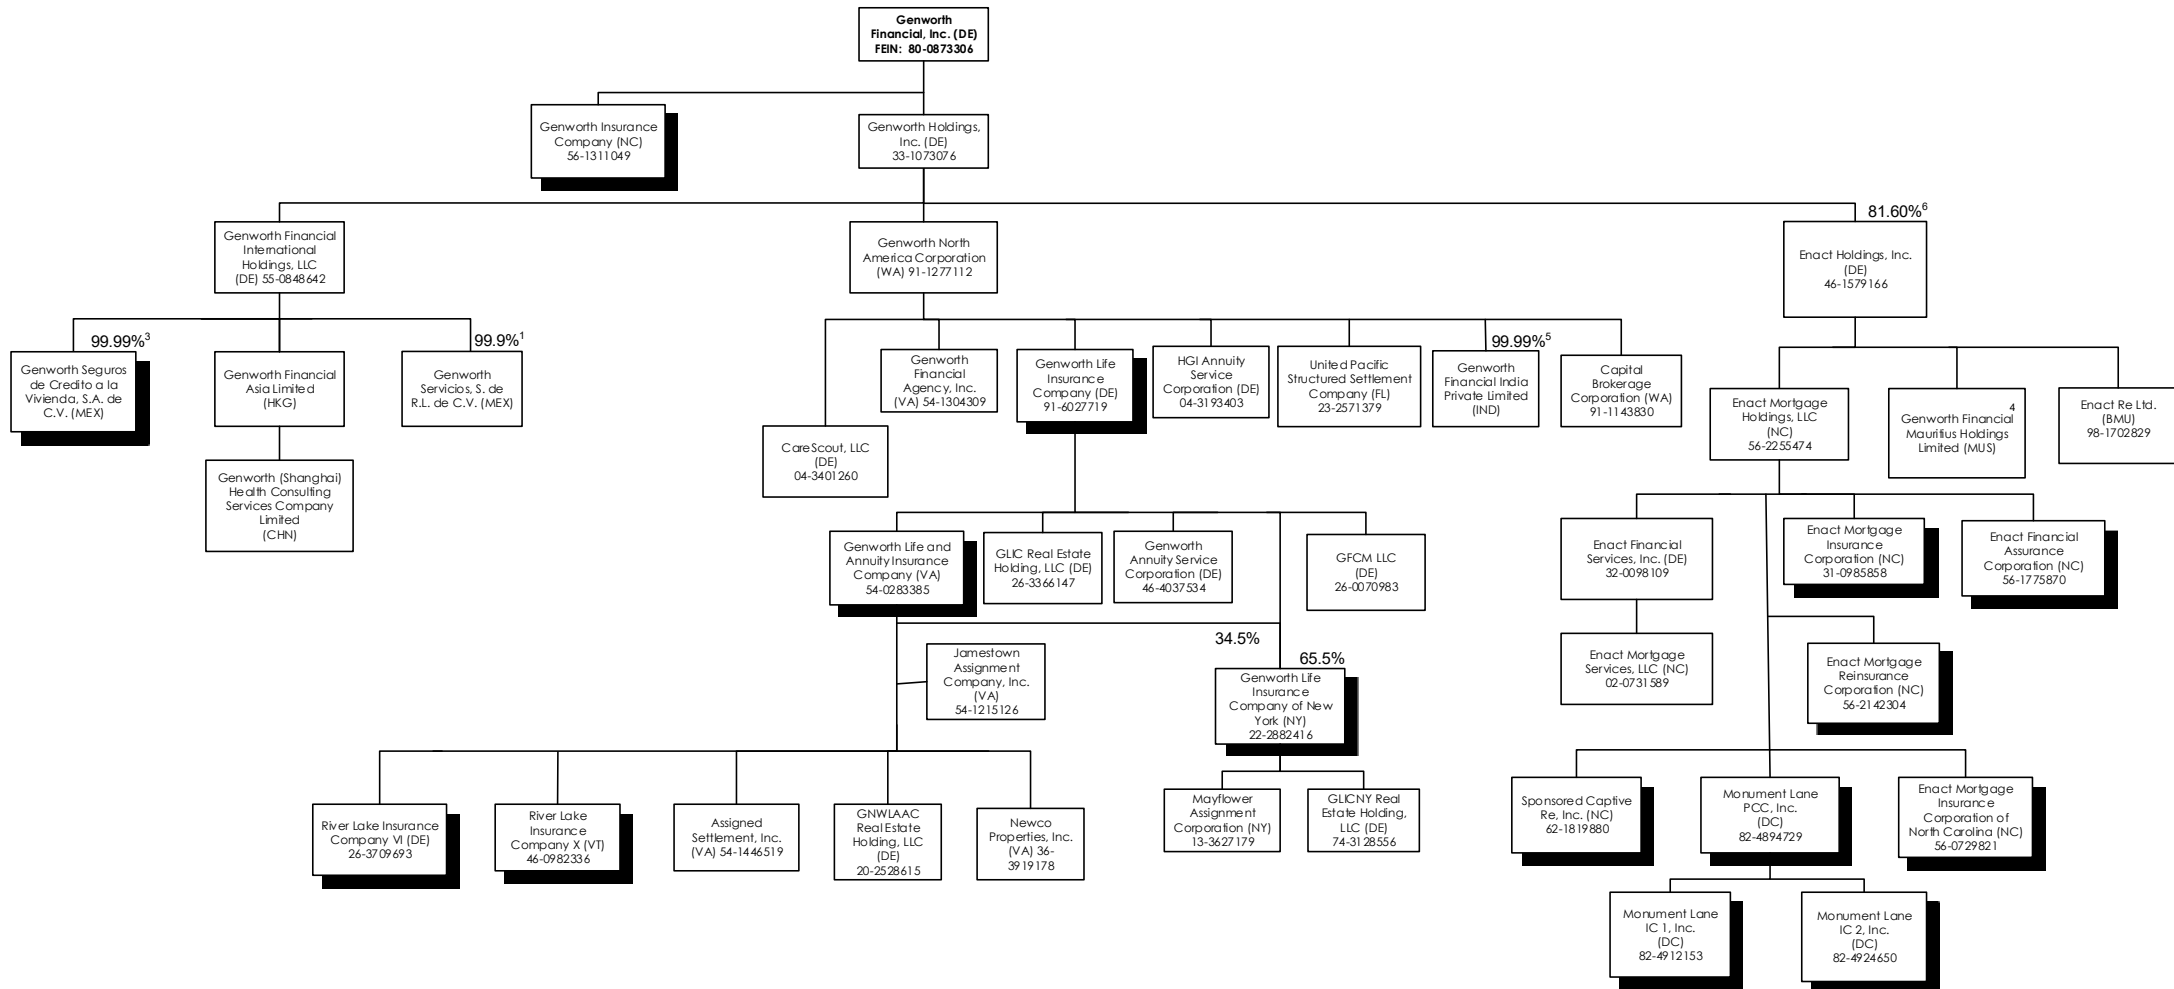 Genworth
Financial, Inc. (DE)
FEIN: 80-0873306
Genworth Insurance
Company (NC)
56-1311049
Genworth Holdings,
Inc. (DE)
33-1073076
Genworth Financial
International
Holdings, LLC
(DE) 55-0848642
Genworth North
America Corporation
(WA) 91-1277112
81.60%6
Enact Holdings, Inc.
(DE)
46-1579166
99.99%3
Genworth Seguros
de Credito a la
Vivienda, S.A. de
C.V. (MEX)
Genworth Financial
Asia Limited
(HKG)
99.9%1
Genworth
Servicios, S. de
R.L. de C.V. (MEX)
Genworth (Shanghai)
Health Consulting
Services Company
Limited
(CHN)
CareScout, LLC
(DE)
04-3401260
Genworth
Financial
Agency, Inc.
(VA) 54-1304309
Genworth Life
Insurance
Company (DE)
91-6027719
HGI Annuity
Service
Corporation (DE)
04-3193403
United Pacific
Structured Settlement
Company (FL)
23-2571379
99.99%5
Genworth
Financial India
Private Limited
(IND)
Capital
Brokerage
Corporation (WA)
91-1143830
Enact Mortgage
Holdings, LLC
(NC)
56-2255474
4
Genworth Financial
Mauritius Holdings
Limited (MUS)
Enact Re Ltd.
(BMU)
98-1702829
Genworth Life and
Annuity Insurance
Company (VA)
54-0283385
GLIC Real Estate
Holding, LLC (DE)
26-3366147
Genworth
Annuity Service
Corporation (DE)
46-4037534
GFCM LLC
(DE)
26-0070983
Enact Financial
Services, Inc. (DE)
32-0098109
Enact Mortgage
Insurance
Corporation (NC)
31-0985858
Enact Financial
Assurance
Corporation (NC)
56-1775870
34.5%
65.5%
Jamestown
Assignment
Company, Inc.
(VA)
54-1215126
Genworth Life
Insurance
Company of New
York (NY)
22-2882416
Enact Mortgage
Services, LLC (NC)
02-0731589
Enact Mortgage
Reinsurance
Corporation (NC)
56-2142304
River Lake Insurance
Company VI (DE)
26-3709693
River Lake
Insurance
Company X (VT)
46-0982336
Assigned
Settlement, Inc.
(VA) 54-1446519
GNWLAAC
Real Estate
Holding, LLC
(DE)
20-2528615
Newco
Properties, Inc.
(VA) 36-
3919178
Mayflower
Assignment
Corporation (NY)
13-3627179
GLICNY Real
Estate Holding,
LLC (DE)
74-3128556
Sponsored Captive
Re, Inc. (NC)
62-1819880
Monument Lane
PCC, Inc.
(DC)
82-4894729
Enact Mortgage
Insurance
Corporation of
North Carolina (NC)
56-0729821
Monument Lane
IC 1, Inc.
(DC)
82-4912153
Monument Lane
IC 2, Inc.
(DC)
82-4924650